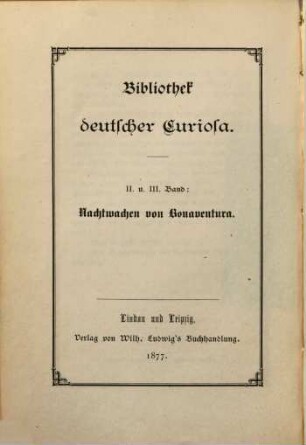 Bibliothek
deutscher Curiosa.
II. u. III. Band:
Nachtwachen von Bonaventura.
Lindau und Leipzig.
Verlag von Wilh. Ludwig's Buchhandlung.
1877.